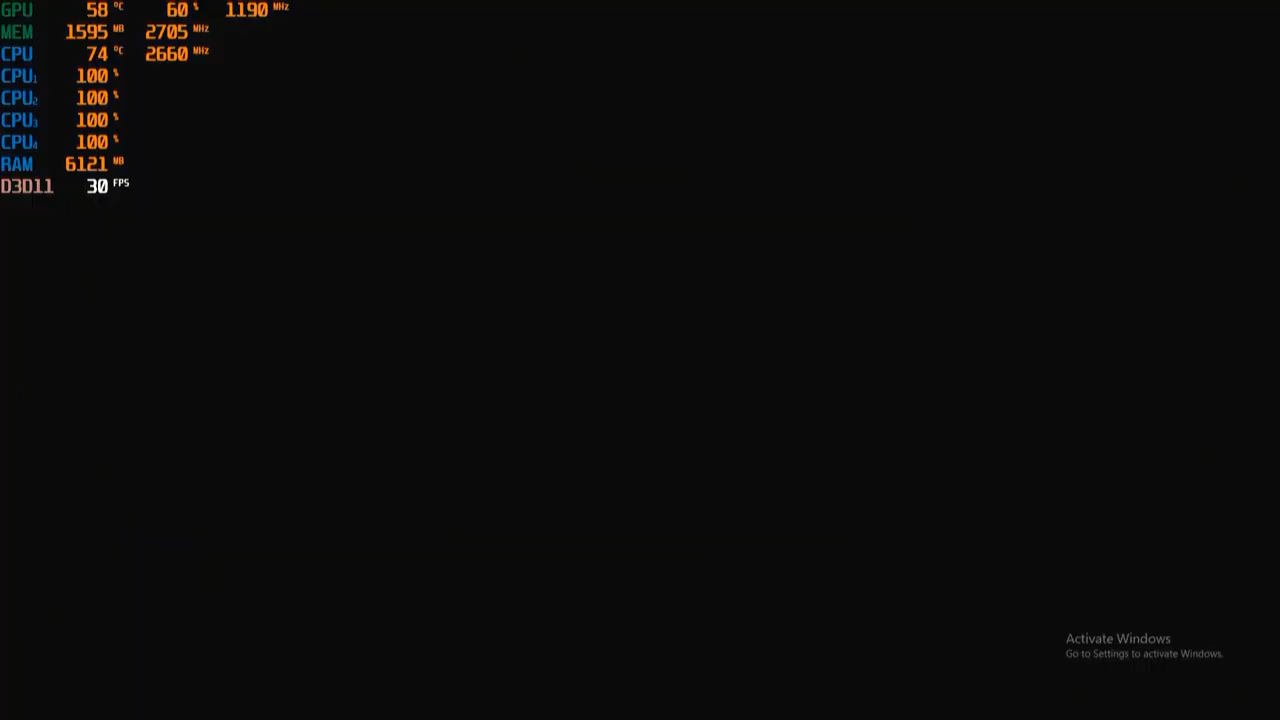 GPU 58 °C 60 % 1190 MHz
MEM 1595 MB 2705 MHz
CPU 74 °C 2660 MHz
CPU1 100 %
CPU2 100 %
CPU3 100 %
CPU4 100 %
RAM 6121 MB
D3D11 30 FPS
Activate Windows
Go to Settings to activate Windows.